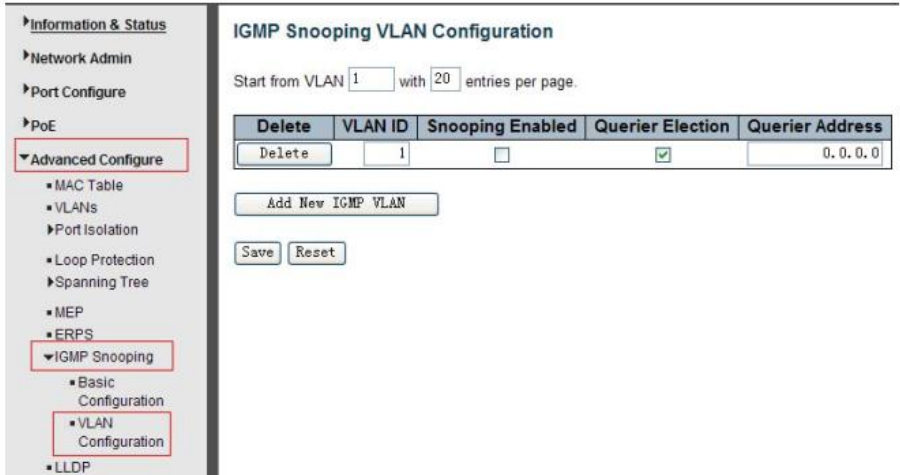 Information & Status
Network Admin
Port Configure
PoE
Advanced Configure
MAC Table
VLANs
Port Isolation
Loop Protection
Spanning Tree
MEP
ERPS
IGMP Snooping
Basic
Configuration
VLAN
Configuration
LLDP
IGMP Snooping VLAN Configuration
Start from VLAN 1 with 20 entries per page.
Delete VLAN ID Snooping Enabled Querier Election Querier Address
Delete 1 0.0.0.0
Add New IGMP VLAN
Save Reset